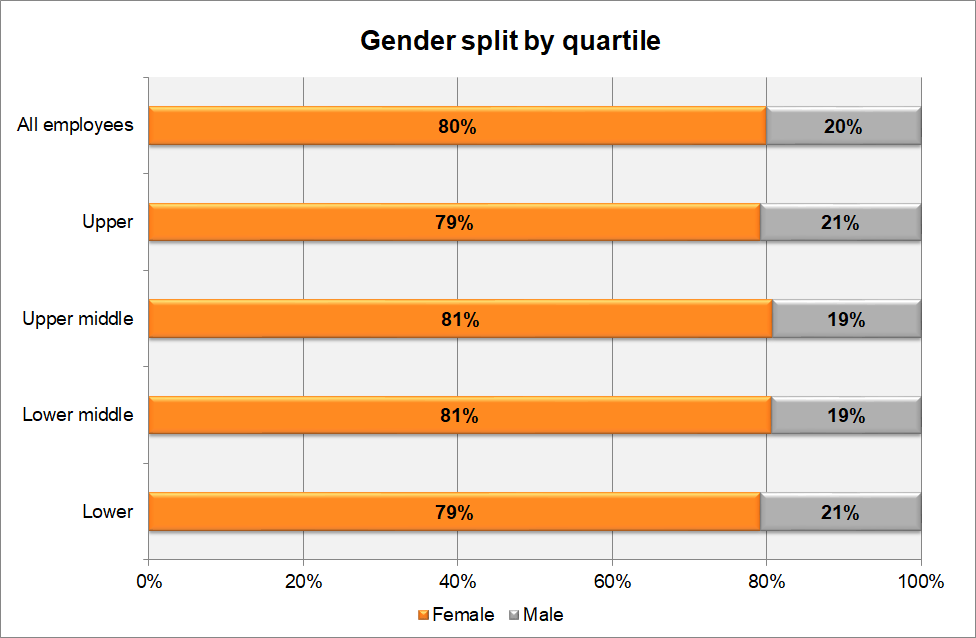 Gender split by quartile
All employees 80% 20%
Upper 79% 21%
Upper middle 81% 19%
Lower middle 81% 19%
Lower 79% 21%
0% 20% 40% 60% 80% 100%
Female Male